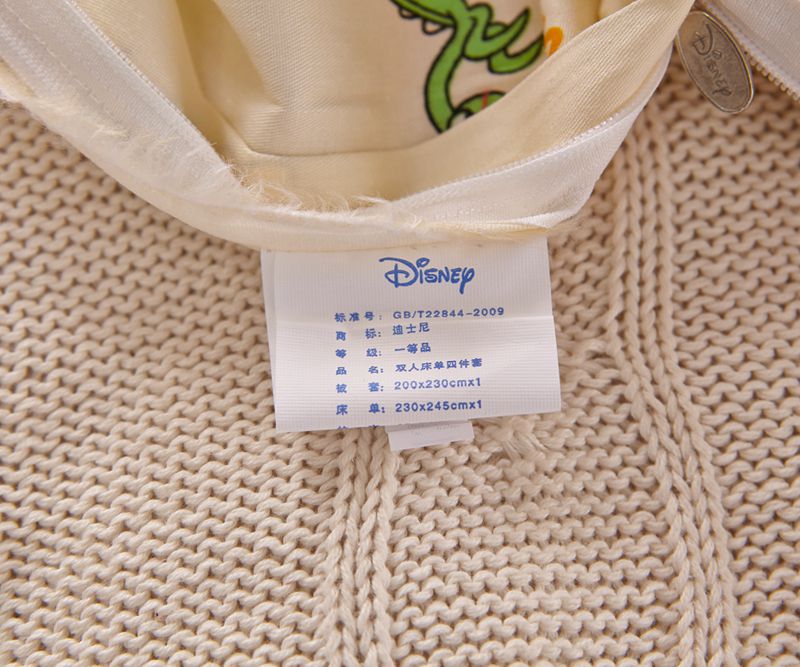 Disney
Disney
标准号: GB/T22844-2009
商 标: 迪士尼
等 级: 一等品
品 名: 双人床单四件套
被 套: 200x230cmx1
床 单: 230x245cmx1